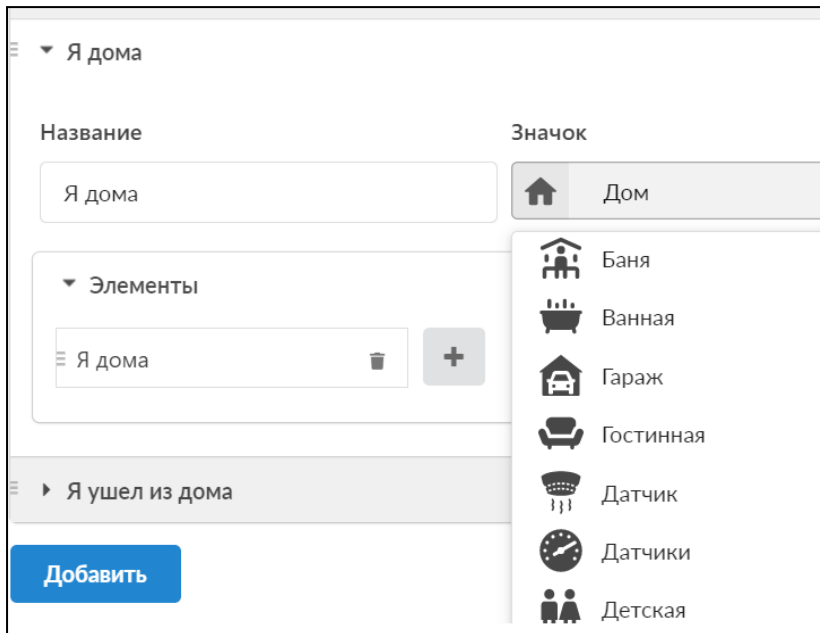 Я дома
Название
Значок
Я дома
Дом
Баня
Элементы
Ванная
Я дома
Гараж
Гостинная
Я ушел из дома
Датчик
Датчики
Добавить
Детская